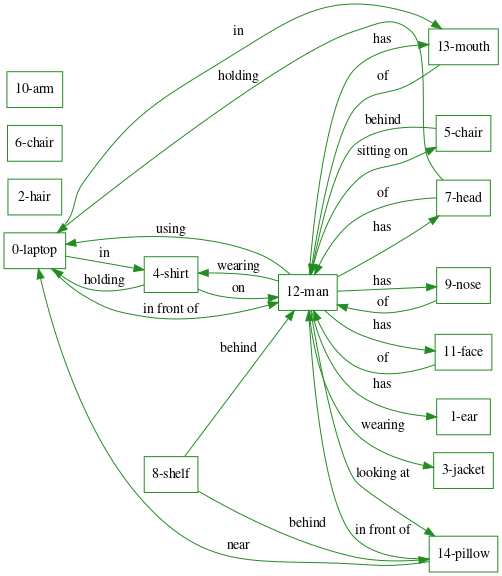 in
has
13-mouth
holding
of
10-arm
behind
5-chair
6-chair
sitting on
2-hair
of
7-head
has
using
0-laptop
in
4-shirt
wearing
holding
on
12-man
has
9-nose
of
in front of
has
11-face
behind
of
has
1-ear
wearing
8-shelf
looking at
3-jacket
behind
in front of
near
14-pillow